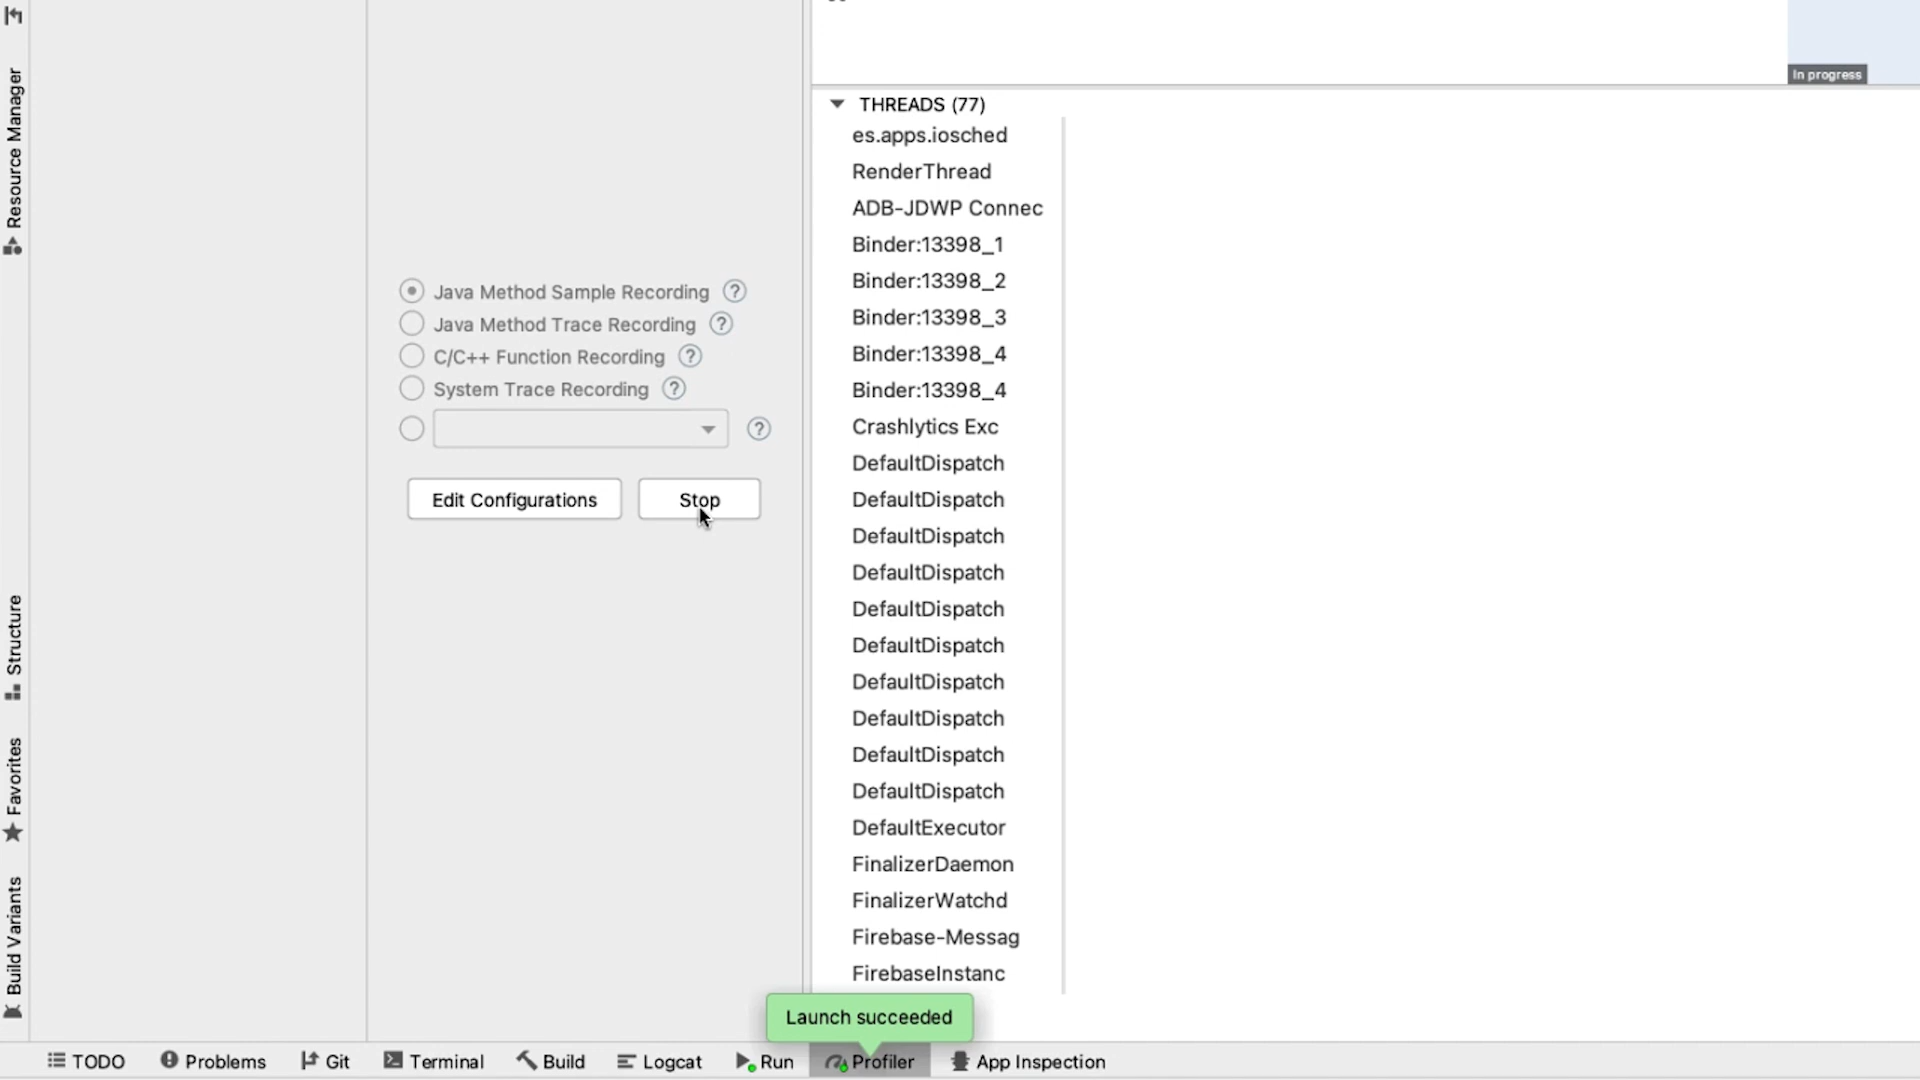 Resource Manager
Structure
Favorites
Build Variants
Java Method Sample Recording ?
Java Method Trace Recording ?
C/C++ Function Recording ?
System Trace Recording ?
?
Edit Configurations
Stop
In progress
THREADS (77)
es.apps.iosched
RenderThread
ADB-JDWP Connec
Binder:13398_1
Binder:13398_2
Binder:13398_3
Binder:13398_4
Binder:13398_4
Crashlytics Exc
DefaultDispatch
DefaultDispatch
DefaultDispatch
DefaultDispatch
DefaultDispatch
DefaultDispatch
DefaultDispatch
DefaultDispatch
DefaultDispatch
DefaultDispatch
DefaultExecutor
FinalizerDaemon
FinalizerWatchd
Firebase-Messag
FirebaseInstanc
Launch succeeded
TODO Problems Git Terminal Build Logcat Run Profiler App Inspection